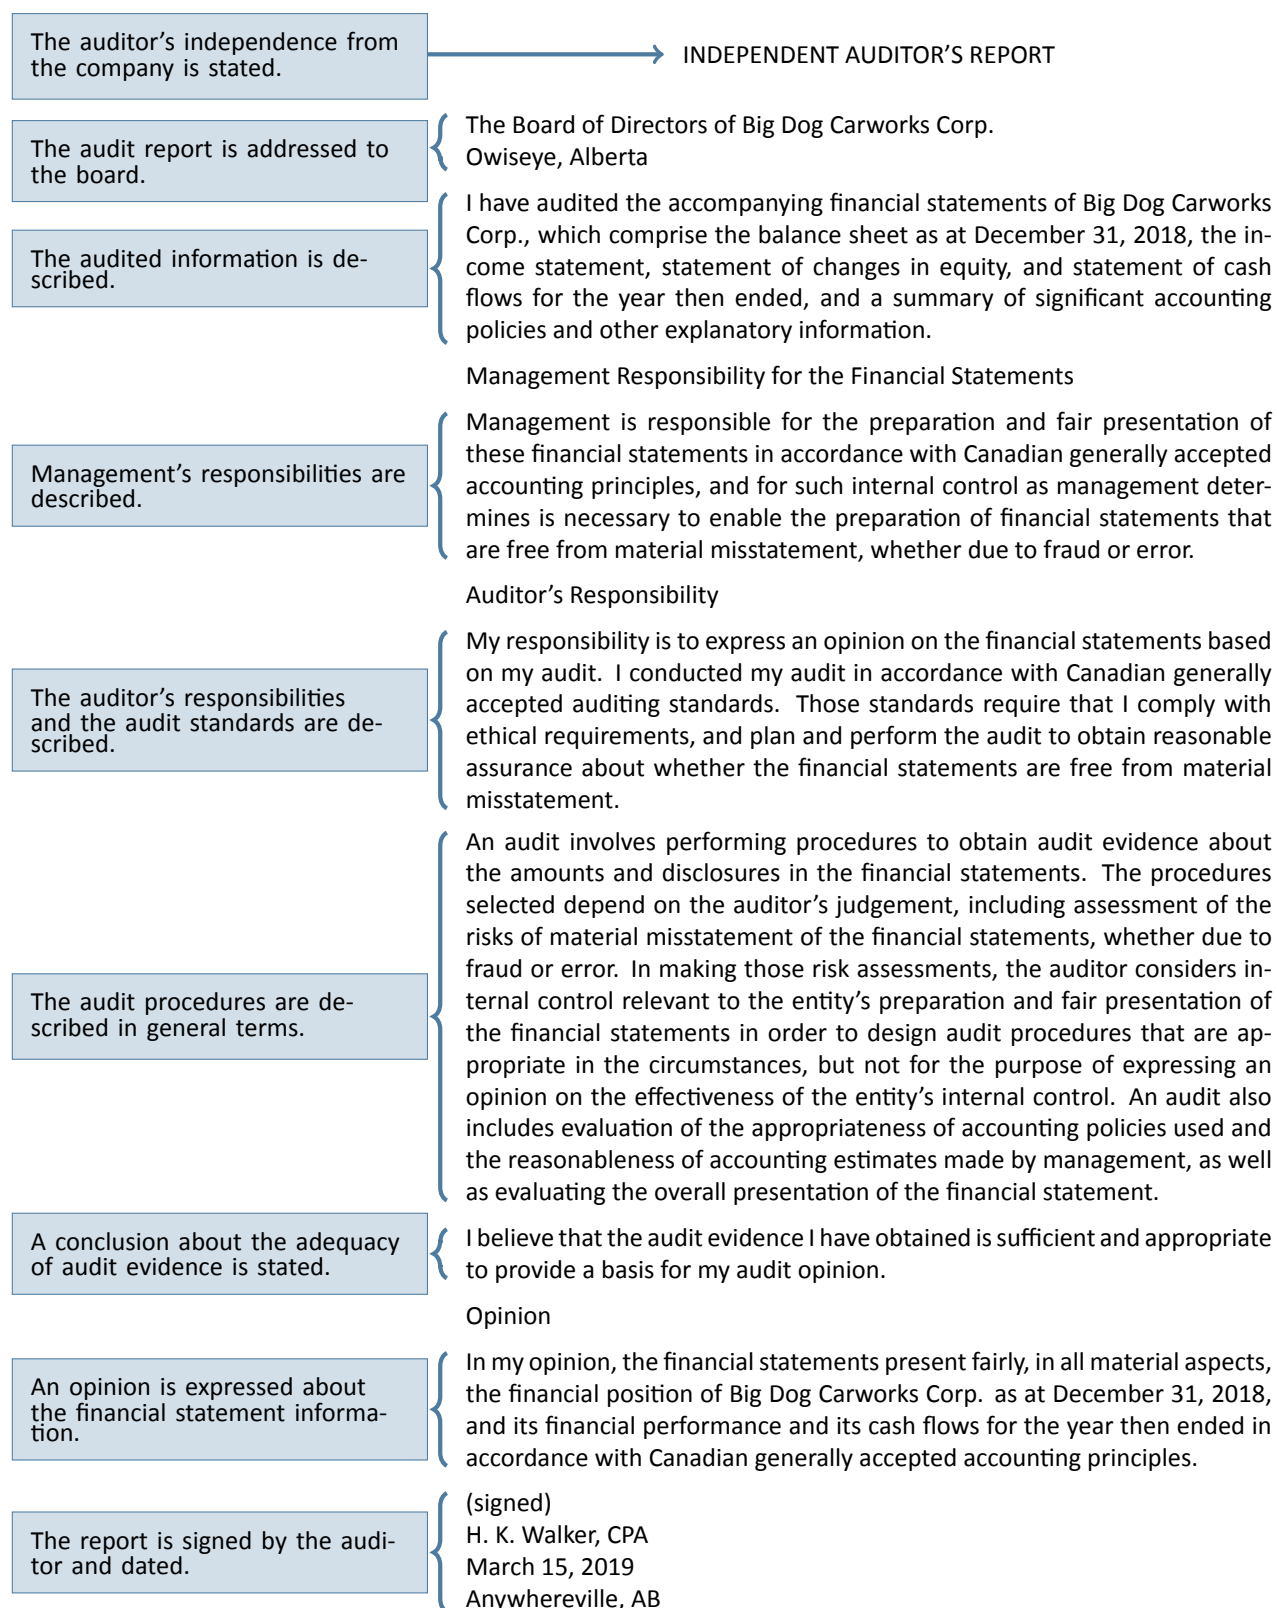 The auditor’s independence from
the company is stated.
INDEPENDENT AUDITOR’S REPORT
The audit report is addressed to
the board.
The Board of Directors of Big Dog Carworks Corp.
Owiseye, Alberta
The audited information is de-
scribed.
I have audited the accompanying financial statements of Big Dog Carworks
Corp., which comprise the balance sheet as at December 31, 2018, the in-
come statement, statement of changes in equity, and statement of cash
flows for the year then ended, and a summary of significant accounting
policies and other explanatory information.
Management Responsibility for the Financial Statements
Management’s responsibilities are
described.
Management is responsible for the preparation and fair presentation of
these financial statements in accordance with Canadian generally accepted
accounting principles, and for such internal control as management deter-
mines is necessary to enable the preparation of financial statements that
are free from material misstatement, whether due to fraud or error.
Auditor’s Responsibility
The auditor’s responsibilities
and the audit standards are de-
scribed.
My responsibility is to express an opinion on the financial statements based
on my audit. I conducted my audit in accordance with Canadian generally
accepted auditing standards. Those standards require that I comply with
ethical requirements, and plan and perform the audit to obtain reasonable
assurance about whether the financial statements are free from material
misstatement.
The audit procedures are de-
scribed in general terms.
An audit involves performing procedures to obtain audit evidence about
the amounts and disclosures in the financial statements. The procedures
selected depend on the auditor’s judgement, including assessment of the
risks of material misstatement of the financial statements, whether due to
fraud or error. In making those risk assessments, the auditor considers in-
ternal control relevant to the entity’s preparation and fair presentation of
the financial statements in order to design audit procedures that are ap-
propriate in the circumstances, but not for the purpose of expressing an
opinion on the effectiveness of the entity’s internal control. An audit also
includes evaluation of the appropriateness of accounting policies used and
the reasonableness of accounting estimates made by management, as well
as evaluating the overall presentation of the financial statement.
A conclusion about the adequacy
of audit evidence is stated.
I believe that the audit evidence I have obtained is sufficient and appropriate
to provide a basis for my audit opinion.
Opinion
An opinion is expressed about
the financial statement informa-
tion.
In my opinion, the financial statements present fairly, in all material aspects,
the financial position of Big Dog Carworks Corp. as at December 31, 2018,
and its financial performance and its cash flows for the year then ended in
accordance with Canadian generally accepted accounting principles.
The report is signed by the audi-
tor and dated.
(signed)
H. K. Walker, CPA
March 15, 2019
Anywhereville, AB